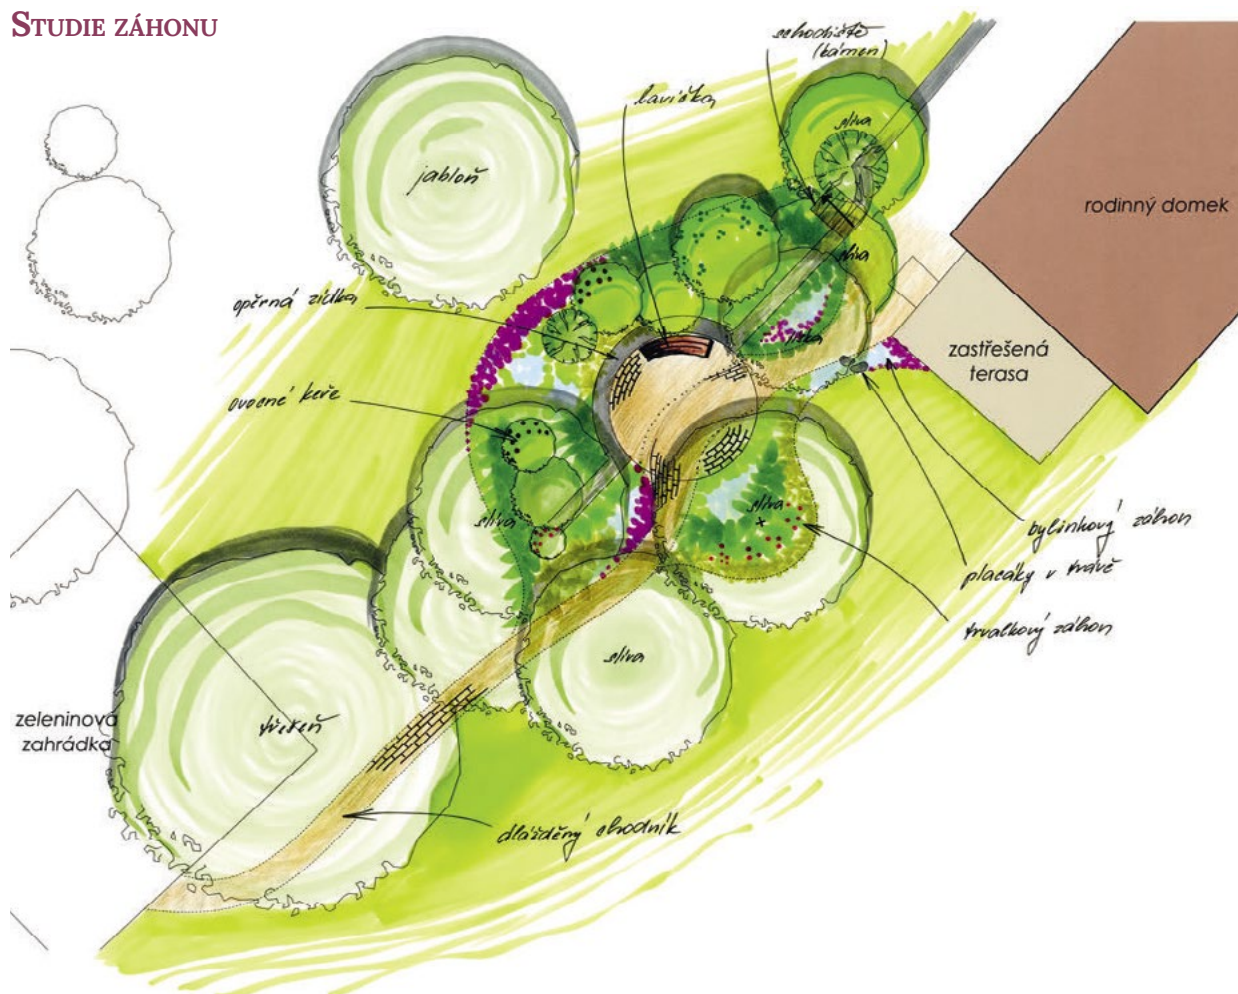 STUDIE ZÁHONU
schodiště
(kámen)
lavička
slíva
jabloň
rodinný domek
slíva
opěrná zídka
zastřešená
terasa
ovocné keře
slíva
slíva
bylinkový záhon
placáky v trávě
trvalkový záhon
slíva
zeleninová
zahrádka
třešeň
dlážděný chodník